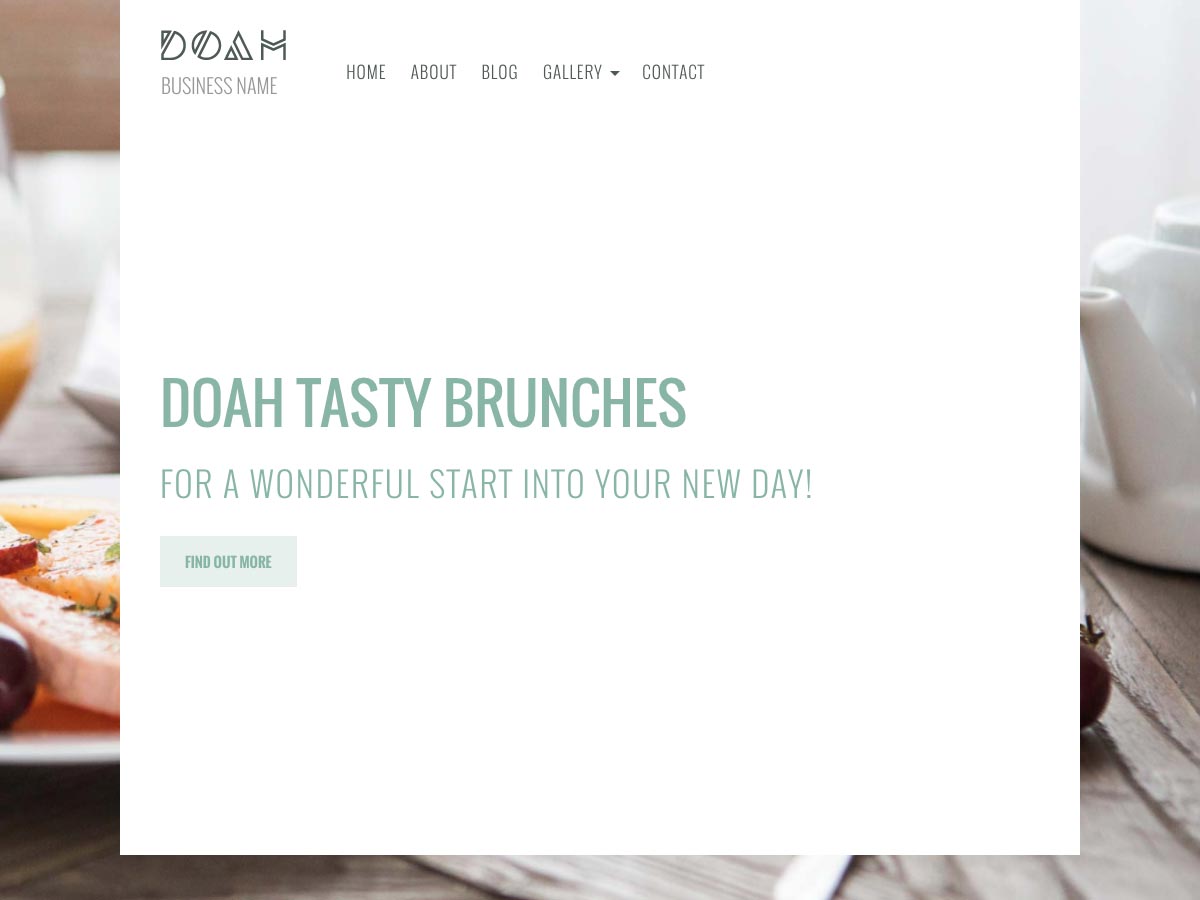 DOAH
BUSINESS NAME
HOME ABOUT BLOG GALLERY CONTACT
DOAH TASTY BRUNCHES
FOR A WONDERFUL START INTO YOUR NEW DAY!
FIND OUT MORE